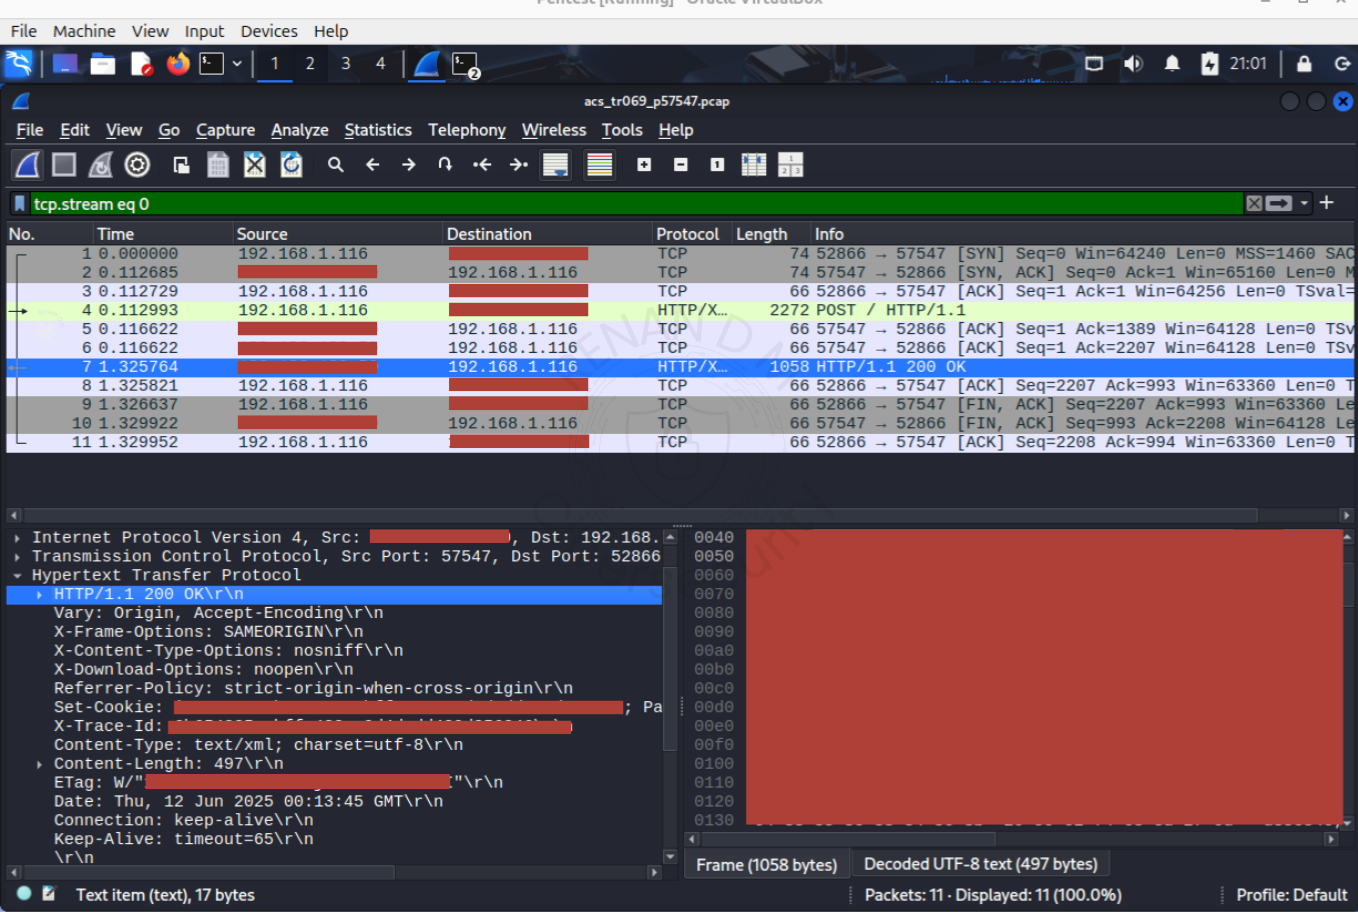 Pentest [Running] - Oracle VirtualBox
File Machine View Input Devices Help
1 2 3 4 2 21:01
acs_tr069_p57547.pcap
File Edit View Go Capture Analyze Statistics Telephony Wireless Tools Help
tcp.stream eq 0
No. Time Source Destination Protocol Length Info
1 0.000000 192.168.1.116 TCP 74 52866 → 57547 [SYN] Seq=0 Win=64240 Len=0 MSS=1460 SAC
2 0.112685 192.168.1.116 TCP 74 57547 → 52866 [SYN, ACK] Seq=0 Ack=1 Win=65160 Len=0 M
3 0.112729 192.168.1.116 TCP 66 52866 → 57547 [ACK] Seq=1 Ack=1 Win=64256 Len=0 TSval=
4 0.112993 192.168.1.116 HTTP/X… 2272 POST / HTTP/1.1
5 0.116622 192.168.1.116 TCP 66 57547 → 52866 [ACK] Seq=1 Ack=1389 Win=64128 Len=0 TSv
6 0.116622 192.168.1.116 TCP 66 57547 → 52866 [ACK] Seq=1 Ack=2207 Win=64128 Len=0 TSv
7 1.325764 192.168.1.116 HTTP/X… 1058 HTTP/1.1 200 OK
8 1.325821 192.168.1.116 TCP 66 52866 → 57547 [ACK] Seq=2207 Ack=993 Win=63360 Len=0 T
9 1.326637 192.168.1.116 TCP 66 52866 → 57547 [FIN, ACK] Seq=2207 Ack=993 Win=63360 Le
10 1.329922 192.168.1.116 TCP 66 57547 → 52866 [FIN, ACK] Seq=993 Ack=2208 Win=64128 Le
11 1.329952 192.168.1.116 TCP 66 52866 → 57547 [ACK] Seq=2208 Ack=994 Win=63360 Len=0 T
Internet Protocol Version 4, Src: , Dst: 192.168.
Transmission Control Protocol, Src Port: 57547, Dst Port: 52866
Hypertext Transfer Protocol
HTTP/1.1 200 OK\r\n
Vary: Origin, Accept-Encoding\r\n
X-Frame-Options: SAMEORIGIN\r\n
X-Content-Type-Options: nosniff\r\n
X-Download-Options: noopen\r\n
Referrer-Policy: strict-origin-when-cross-origin\r\n
Set-Cookie: ; Pa
X-Trace-Id:
Content-Type: text/xml; charset=utf-8\r\n
Content-Length: 497\r\n
ETag: W/" "\r\n
Date: Thu, 12 Jun 2025 00:13:45 GMT\r\n
Connection: keep-alive\r\n
Keep-Alive: timeout=65\r\n
\r\n
0040
0050
0060
0070
0080
0090
00a0
00b0
00c0
00d0
00e0
00f0
0100
0110
0120
0130
Frame (1058 bytes) Decoded UTF-8 text (497 bytes)
Text item (text), 17 bytes Packets: 11 · Displayed: 11 (100.0%) Profile: Default